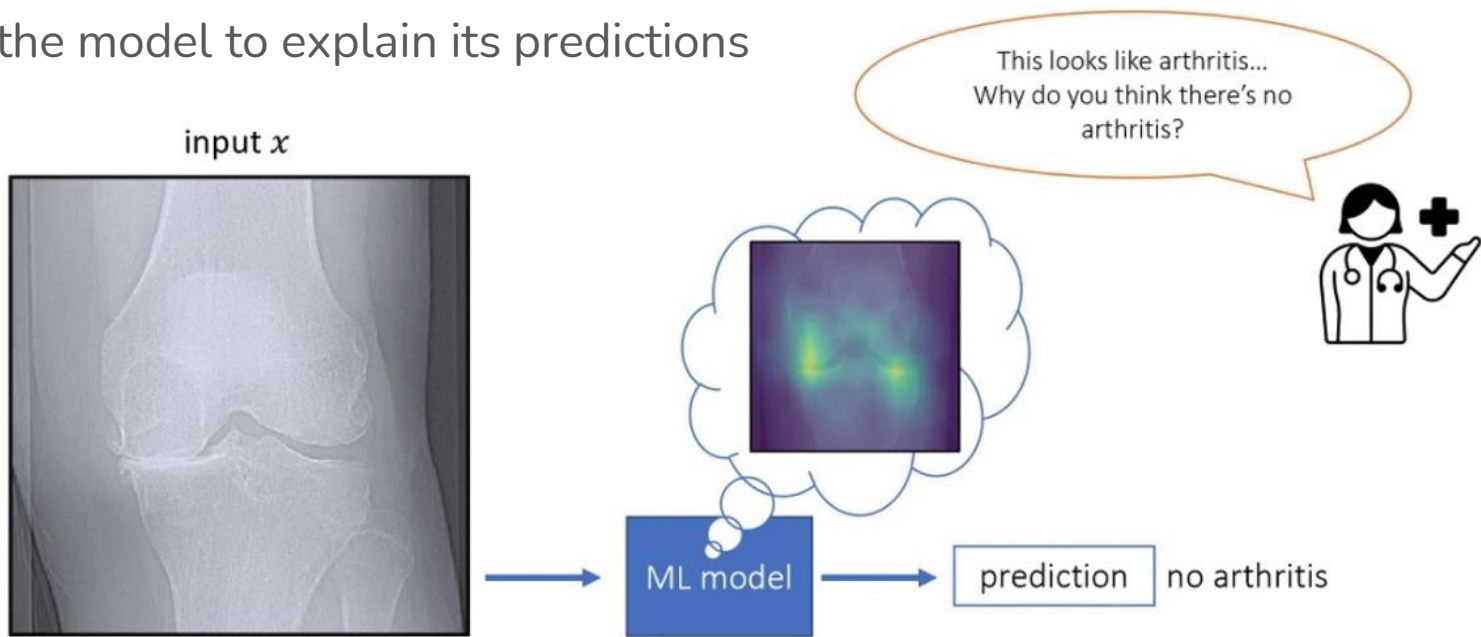 the model to explain its predictions
This looks like arthritis...
Why do you think there's no
arthritis?
input x
ML model
prediction
no arthritis